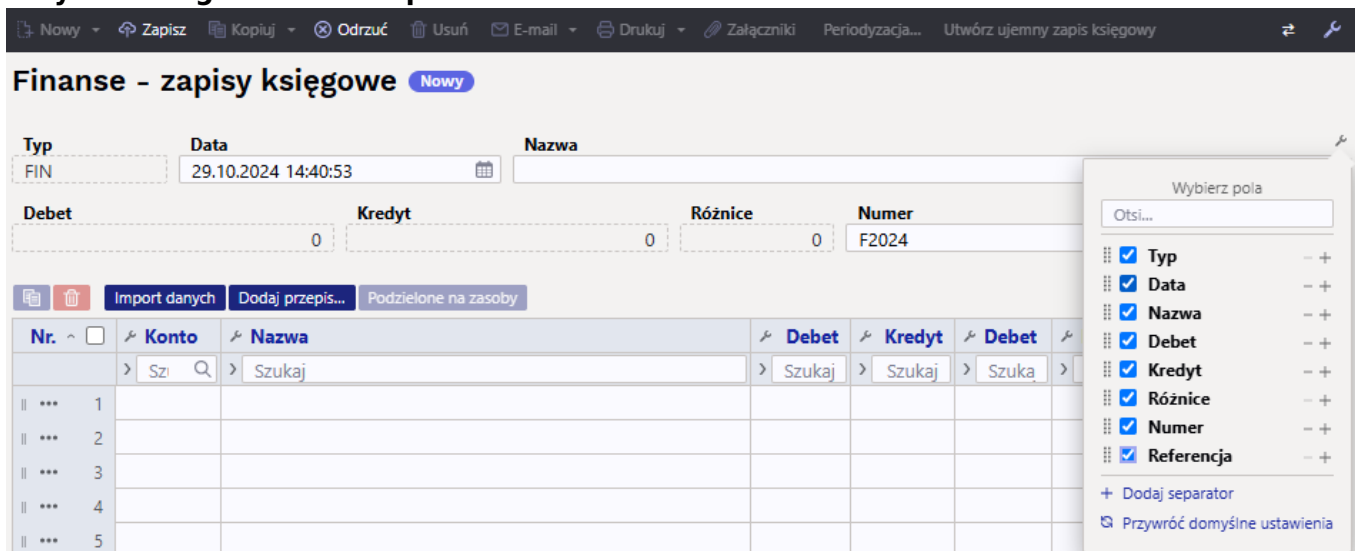 Nowy Zapisz Kopiuj Odrzuć Usuń E-mail Drukuj Załączniki Periodyzacja... Utwórz ujemny zapis księgowy
Finanse - zapisy księgowe Nowy
Typ Data Nazwa
FIN 29.10.2024 14:40:53
Debet Kredyt Różnice Numer
0 0 0 F2024
Import danych Dodaj przepis... Podzielone na zasoby
Nr. Konto Nazwa Debet Kredyt Debet
Szukaj Szukaj Szukaj
1
2
3
4
5
Wybierz pola
Otsi...
Typ
Data
Nazwa
Debet
Kredyt
Różnice
Numer
Referencja
+ Dodaj separator
Przywróć domyślne ustawienia